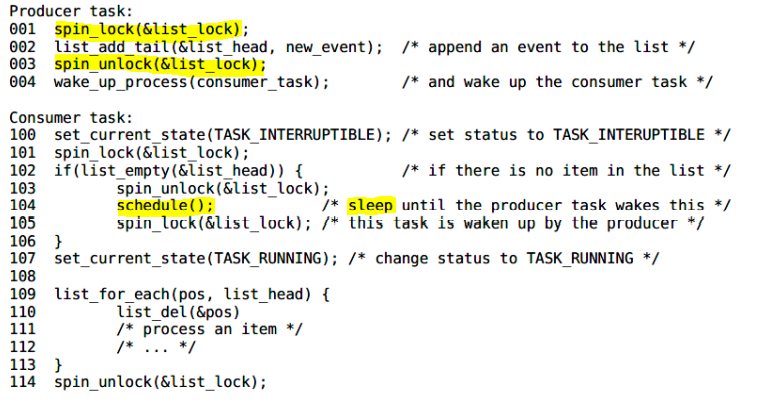 Producer task:
001 spin_lock(&list_lock);
002 list_add_tail(&list_head, new_event); /* append an event to the list */
003 spin_unlock(&list_lock);
004 wake_up_process(consumer_task); /* and wake up the consumer task */
Consumer task:
100 set_current_state(TASK_INTERRUPTIBLE); /* set status to TASK_INTERUPTIBLE */
101 spin_lock(&list_lock);
102 if(list_empty(&list_head)) { /* if there is no item in the list */
103 spin_unlock(&list_lock);
104 schedule(); /* sleep until the producer task wakes this */
105 spin_lock(&list_lock); /* this task is waken up by the producer */
106 }
107 set_current_state(TASK_RUNNING); /* change status to TASK_RUNNING */
108
109 list_for_each(pos, list_head) {
110 list_del(&pos)
111 /* process an item */
112 /* ... */
113 }
114 spin_unlock(&list_lock);